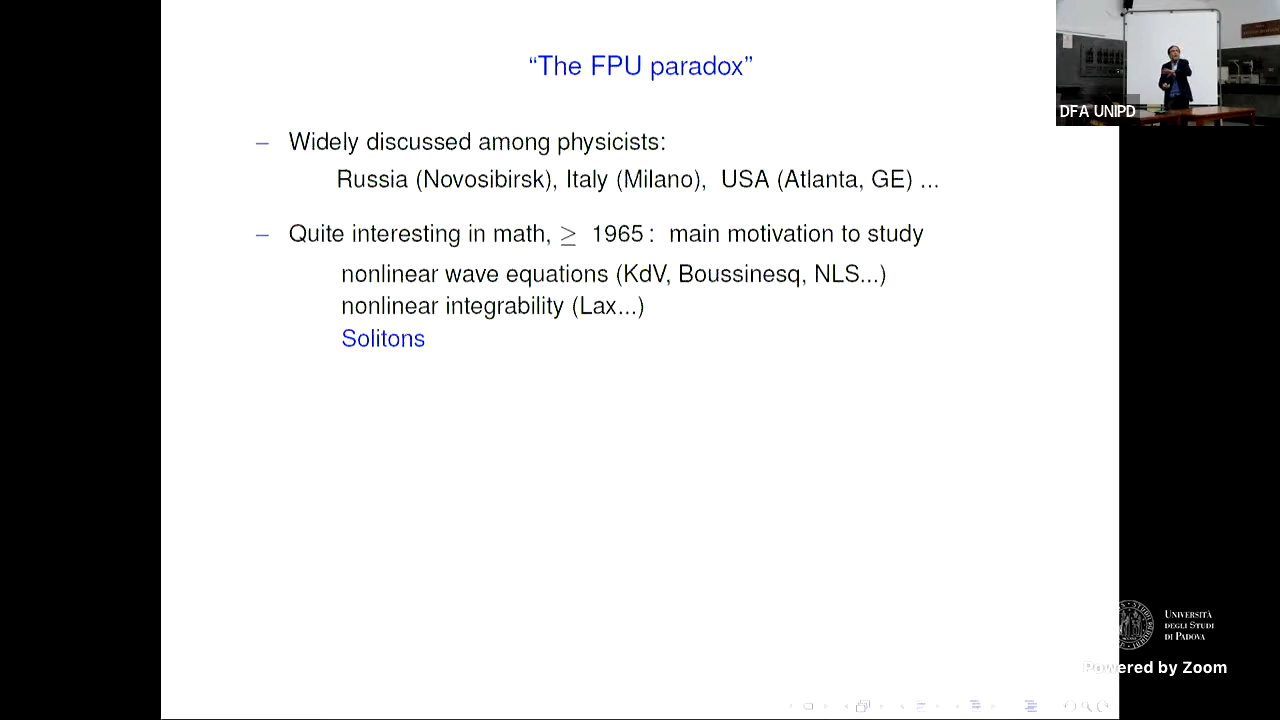 “The FPU paradox”
– Widely discussed among physicists:
Russia (Novosibirsk), Italy (Milano), USA (Atlanta, GE) ...
– Quite interesting in math, ≥ 1965 : main motivation to study
nonlinear wave equations (KdV, Boussinesq, NLS...)
nonlinear integrability (Lax...)
Solitons
DFA UNIPD
UNIVERSITÀ
DEGLI STUDI
DI PADOVA
Powered by Zoom